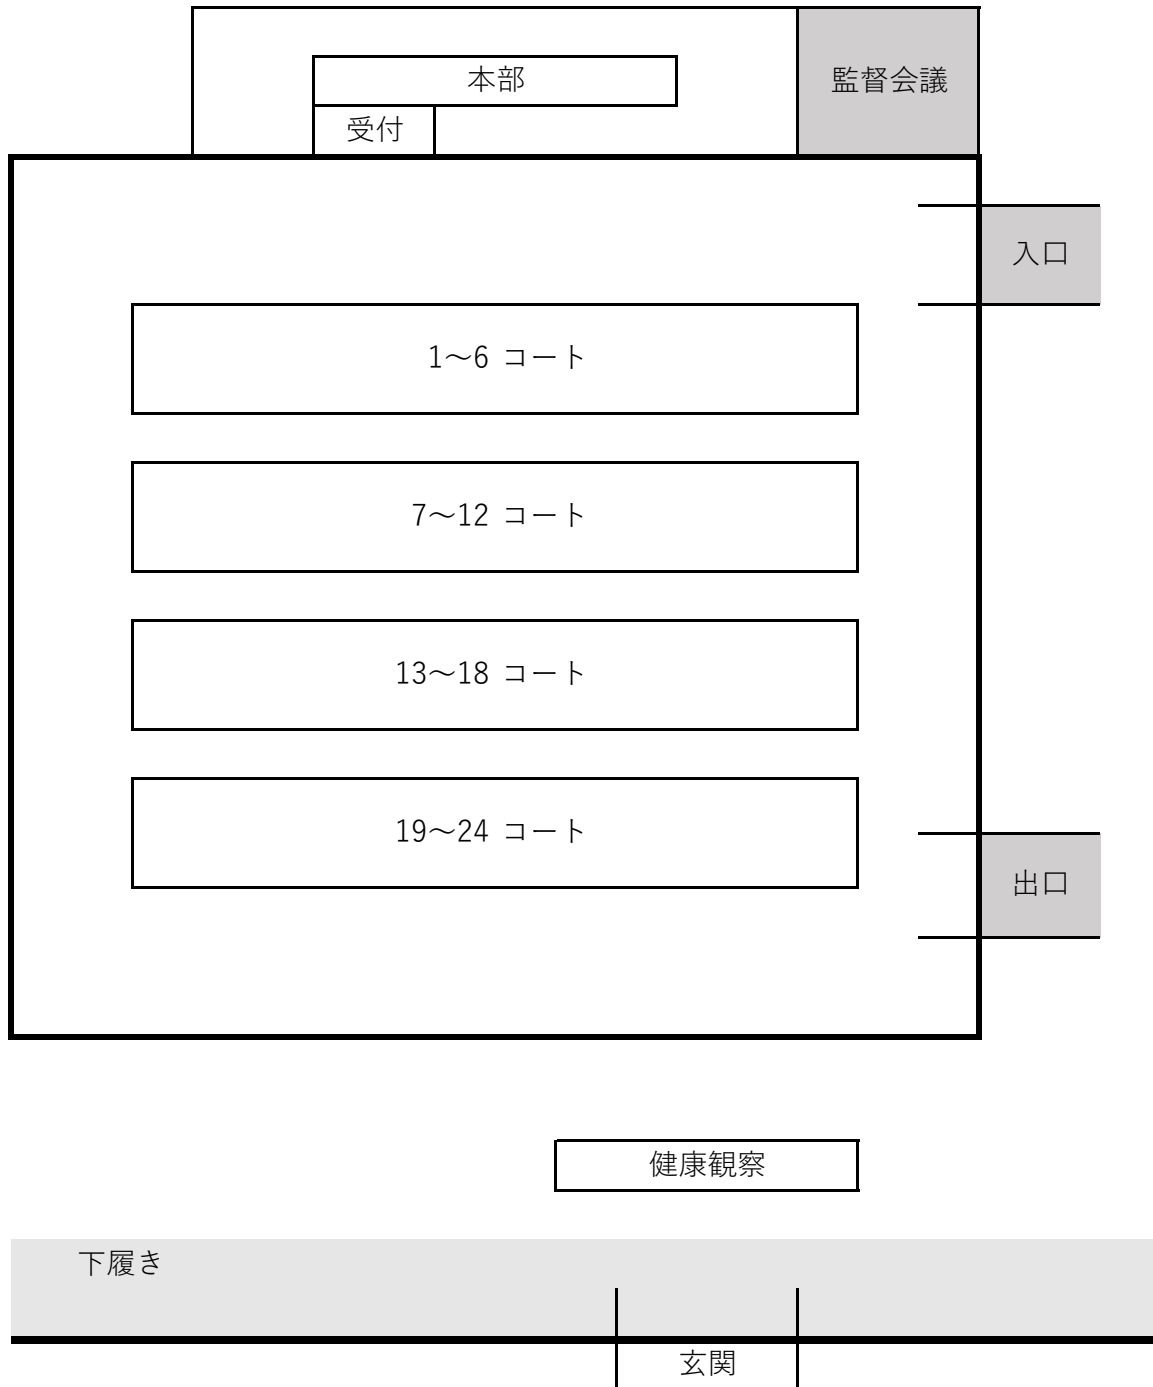 本部
監督会議
受付
入口
1～6 コート
7～12 コート
13～18 コート
19～24 コート
出口
健康観察
下履き
玄関